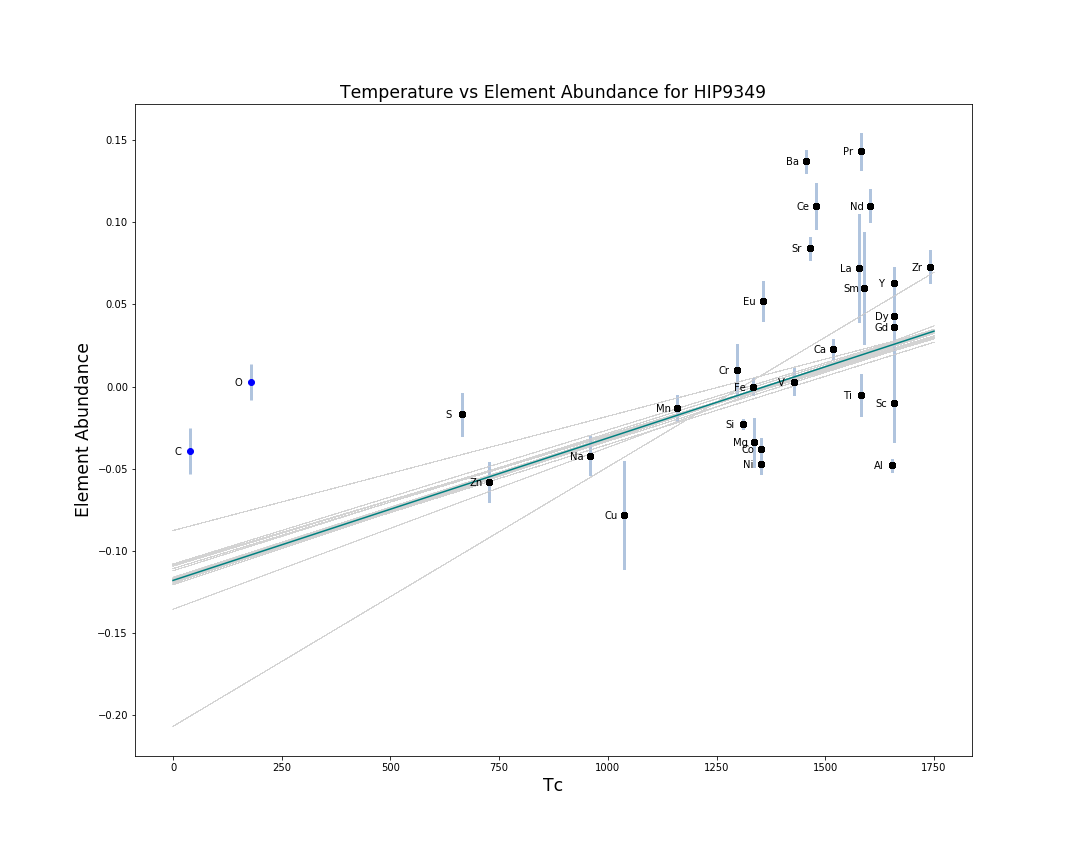 Temperature vs Element Abundance for HIP9349
Element Abundance
0.15
0.10
0.05
0.00
−0.05
−0.10
−0.15
−0.20
Pr
Ba
Ce
Nd
Sr
La
Zr
Sm
Y
Eu
Dy
Gd
Ca
Cr
O
Fe
V
Ti
Sc
Mn
S
Si
Mg
Co
C
Na
Ni
Al
Zn
Cu
0
250
500
750
1000
1250
1500
1750
Tc